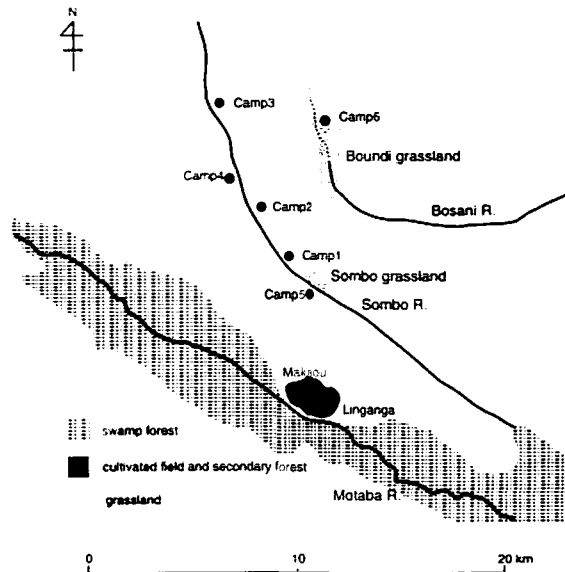 N
Camp3
Camp6
Boundi grassland
Camp4
Camp2
Bosani R.
Camp1
Sombo grassland
Camp5
Sombo R.
Makaou
Linganga
swamp forest
cultivated field and secondary forest
grassland
Motaba R.
0 10 20 km